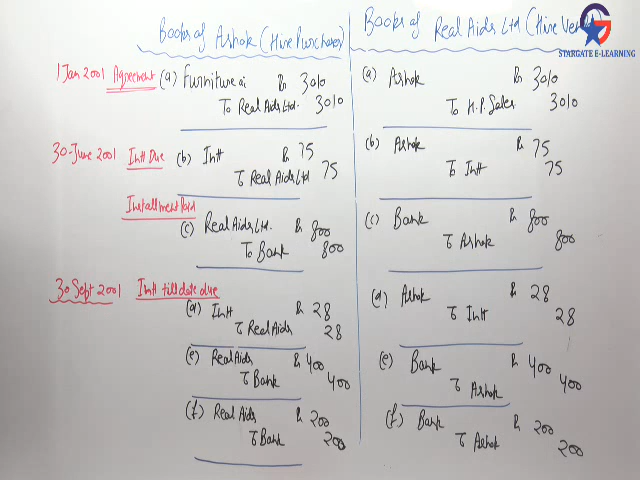 Books of Ashok (Hire Purchaser)
1 Jan 2001 Agreement (a) Furniture a/c Dr 3010
To Real Aids Ltd. 3010
30-June 2001 Intt Due (b) Intt Dr 75
To Real Aids Ltd 75
Installment Paid
(c) Real Aids Ltd. Dr 800
To Bank 800
30 Sept 2001 Intt till date due
(d) Intt Dr 28
To Real Aids 28
(e) Real Aids Dr 400
To Bank 400
(f) Real Aids Dr 200
To Bank 200
Books of Real Aids Ltd (Hire
(a) Ashok Dr 3010
To H.P. Sales 3010
(b) Ashok Dr 75
To Intt 75
(c) Bank Dr 800
To Ashok 800
(d) Ashok Dr 28
To Intt 28
(e) Bank Dr 400
To Ashok 400
(f) Bank Dr 200
To Ashok 200
STARGATE E-LEARNING